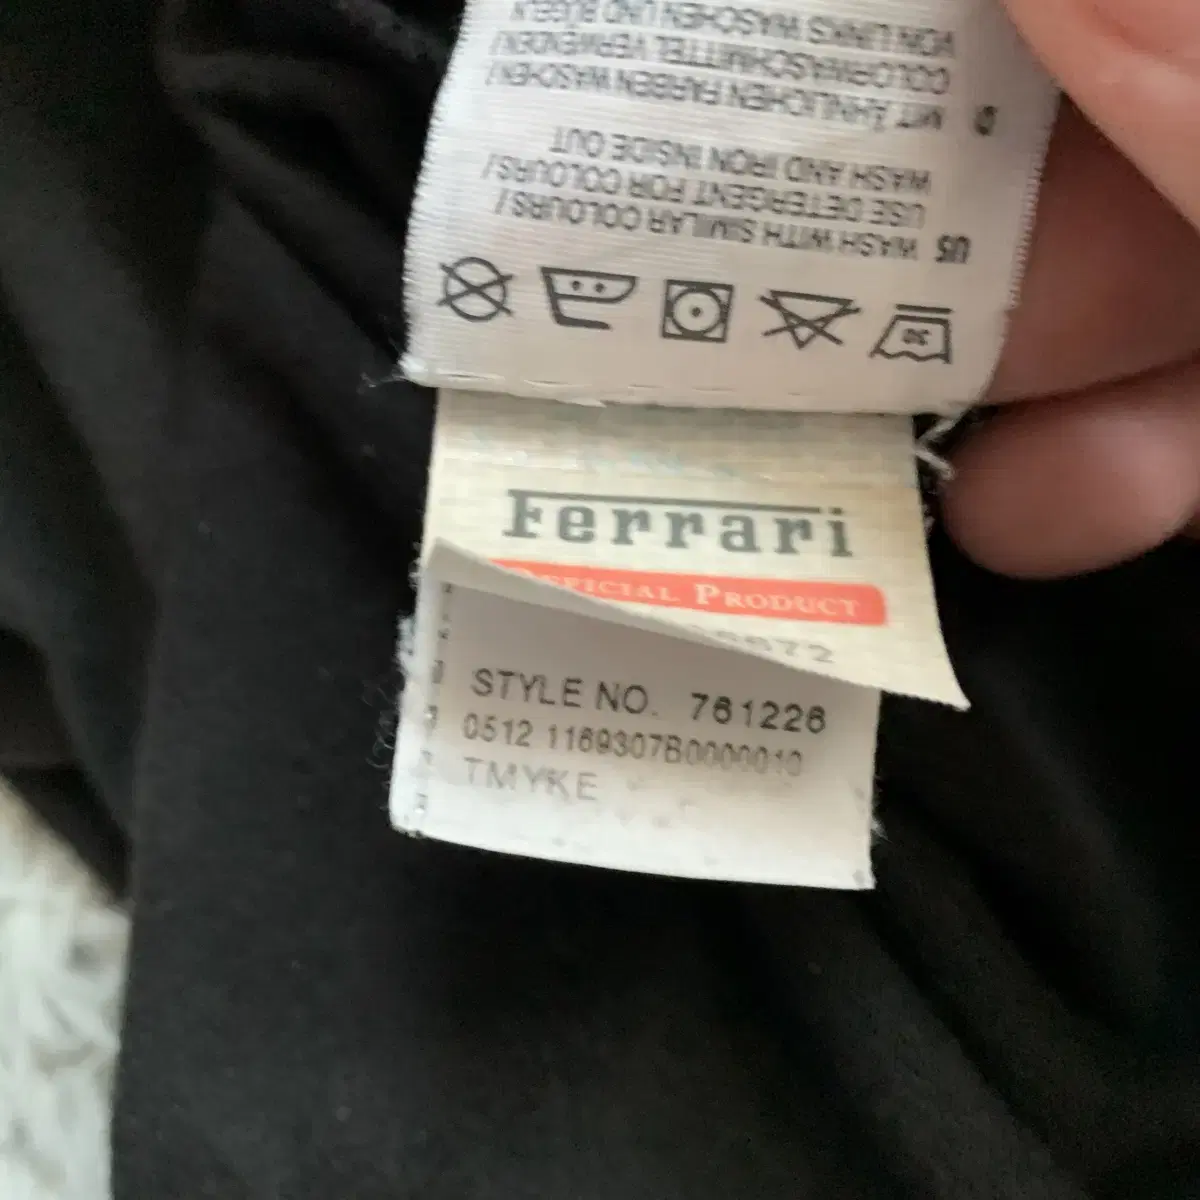 30
US WASH WITH SIMILAR COLOURS/
USE DETERGENT FOR COLOURS/
WASH AND IRON INSIDE OUT
D MIT ÄHNLICHEN FARBEN WASCHEN/
COLORWASCHMITTEL VERWENDEN/
VON LINKS WASCHEN UND BÜGELN
Ferrari
OFFICIAL PRODUCT
STYLE NO. 761226
0512 1169307B0000010
TMYKE